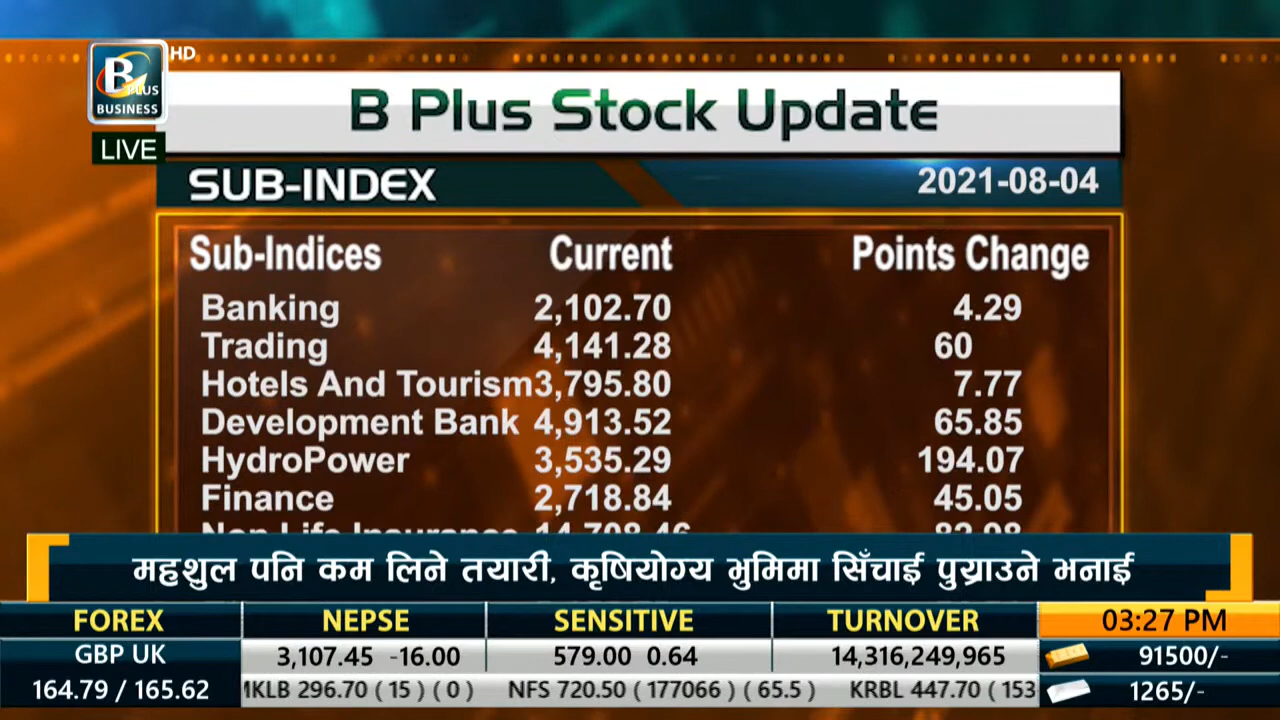 B PLUS BUSINESS
HD
LIVE
B Plus Stock Update
SUB-INDEX 2021-08-04
Sub-Indices Current Points Change
Banking 2,102.70 4.29
Trading 4,141.28 60
Hotels And Tourism 3,795.80 7.77
Development Bank 4,913.52 65.85
HydroPower 3,535.29 194.07
Finance 2,718.84 45.05
महशुल पनि कम लिने तयारी, कृषियोग्य भुमिमा सिँचाई पुर्‍याउने भनाई
FOREX NEPSE SENSITIVE TURNOVER 03:27 PM
GBP UK 3,107.45 -16.00 579.00 0.64 14,316,249,965 91500/-
164.79 / 165.62 MKLB 296.70 ( 15 ) ( 0 ) NFS 720.50 ( 177066 ) ( 65.5 ) KRBL 447.70 ( 153 1265/-